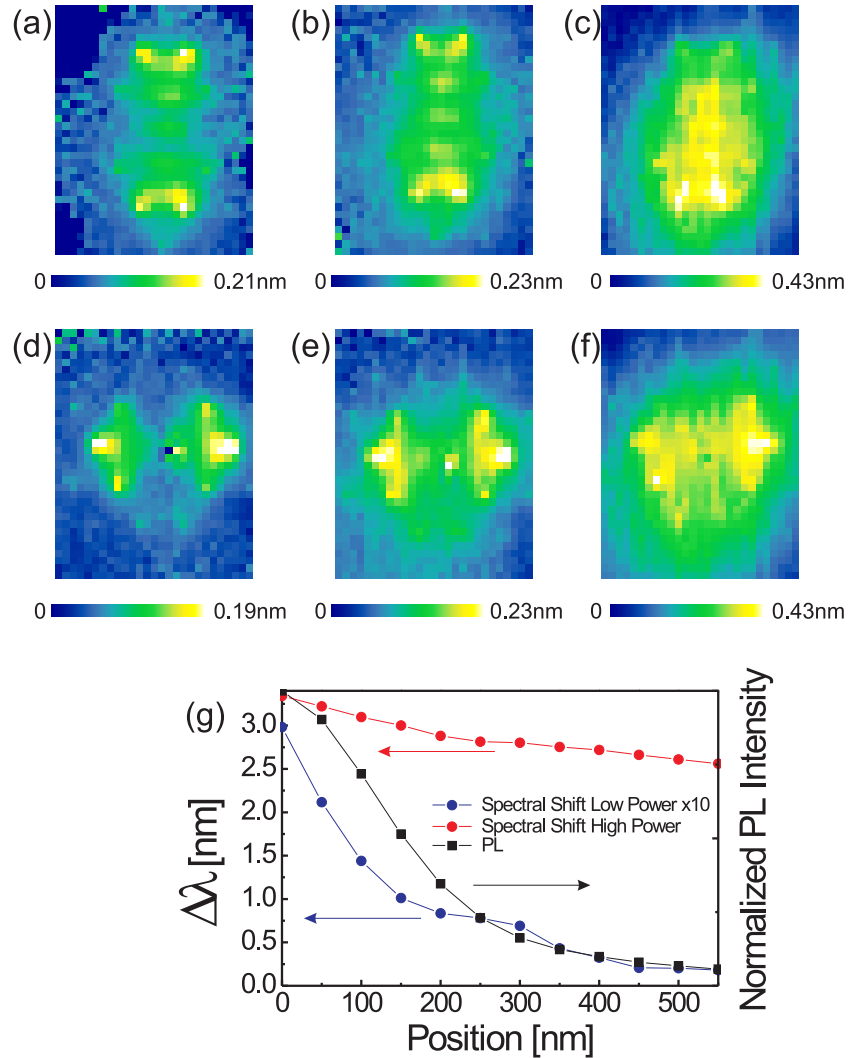 (a) (b) (c)
0 0.21nm 0 0.23nm 0 0.43nm
(d) (e) (f)
0 0.19nm 0 0.23nm 0 0.43nm
(g)
Δλ [nm]
3.0
2.5
2.0
1.5
1.0
0.5
0.0
Spectral Shift Low Power x10
Spectral Shift High Power
PL
Normalized PL Intensity
0 100 200 300 400 500
Position [nm]